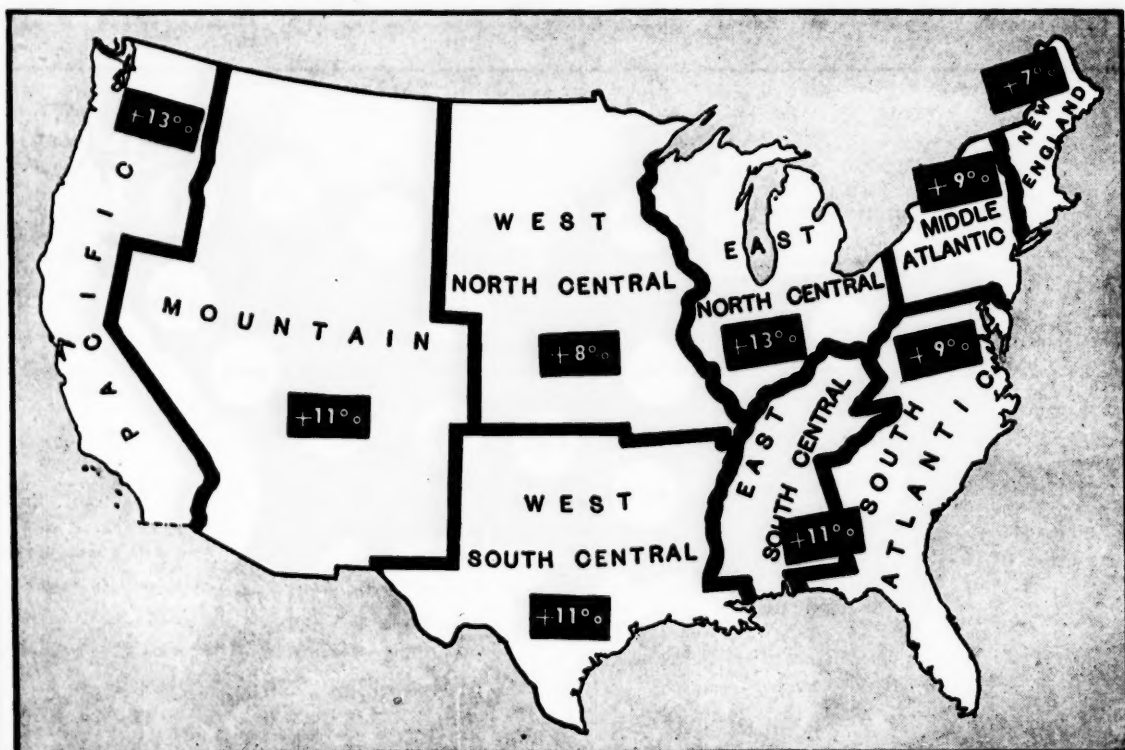 +13%
PACIFIC
MOUNTAIN
+11%
WEST
NORTH CENTRAL
+8%
WEST
SOUTH CENTRAL
+11%
EAST
NORTH CENTRAL
+13%
EAST
SOUTH CENTRAL
+11%
+7%
NEW
ENGLAND
+9%
MIDDLE
ATLANTIC
+9%
SOUTH
ATLANTIC